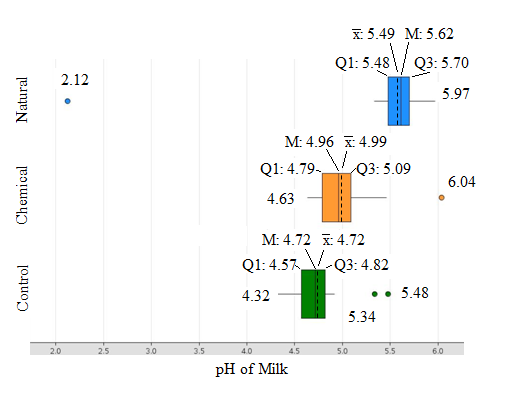 x̅: 5.49 M: 5.62
Q1: 5.48 Q3: 5.70
2.12
5.97
Natural
M: 4.96 x̅: 4.99
Q1: 4.79 Q3: 5.09
6.04
4.63
Chemical
M: 4.72 x̅: 4.72
Q1: 4.57 Q3: 4.82
4.32
5.48
5.34
Control
2.0 2.5 3.0 3.5 4.0 4.5 5.0 5.5 6.0
pH of Milk